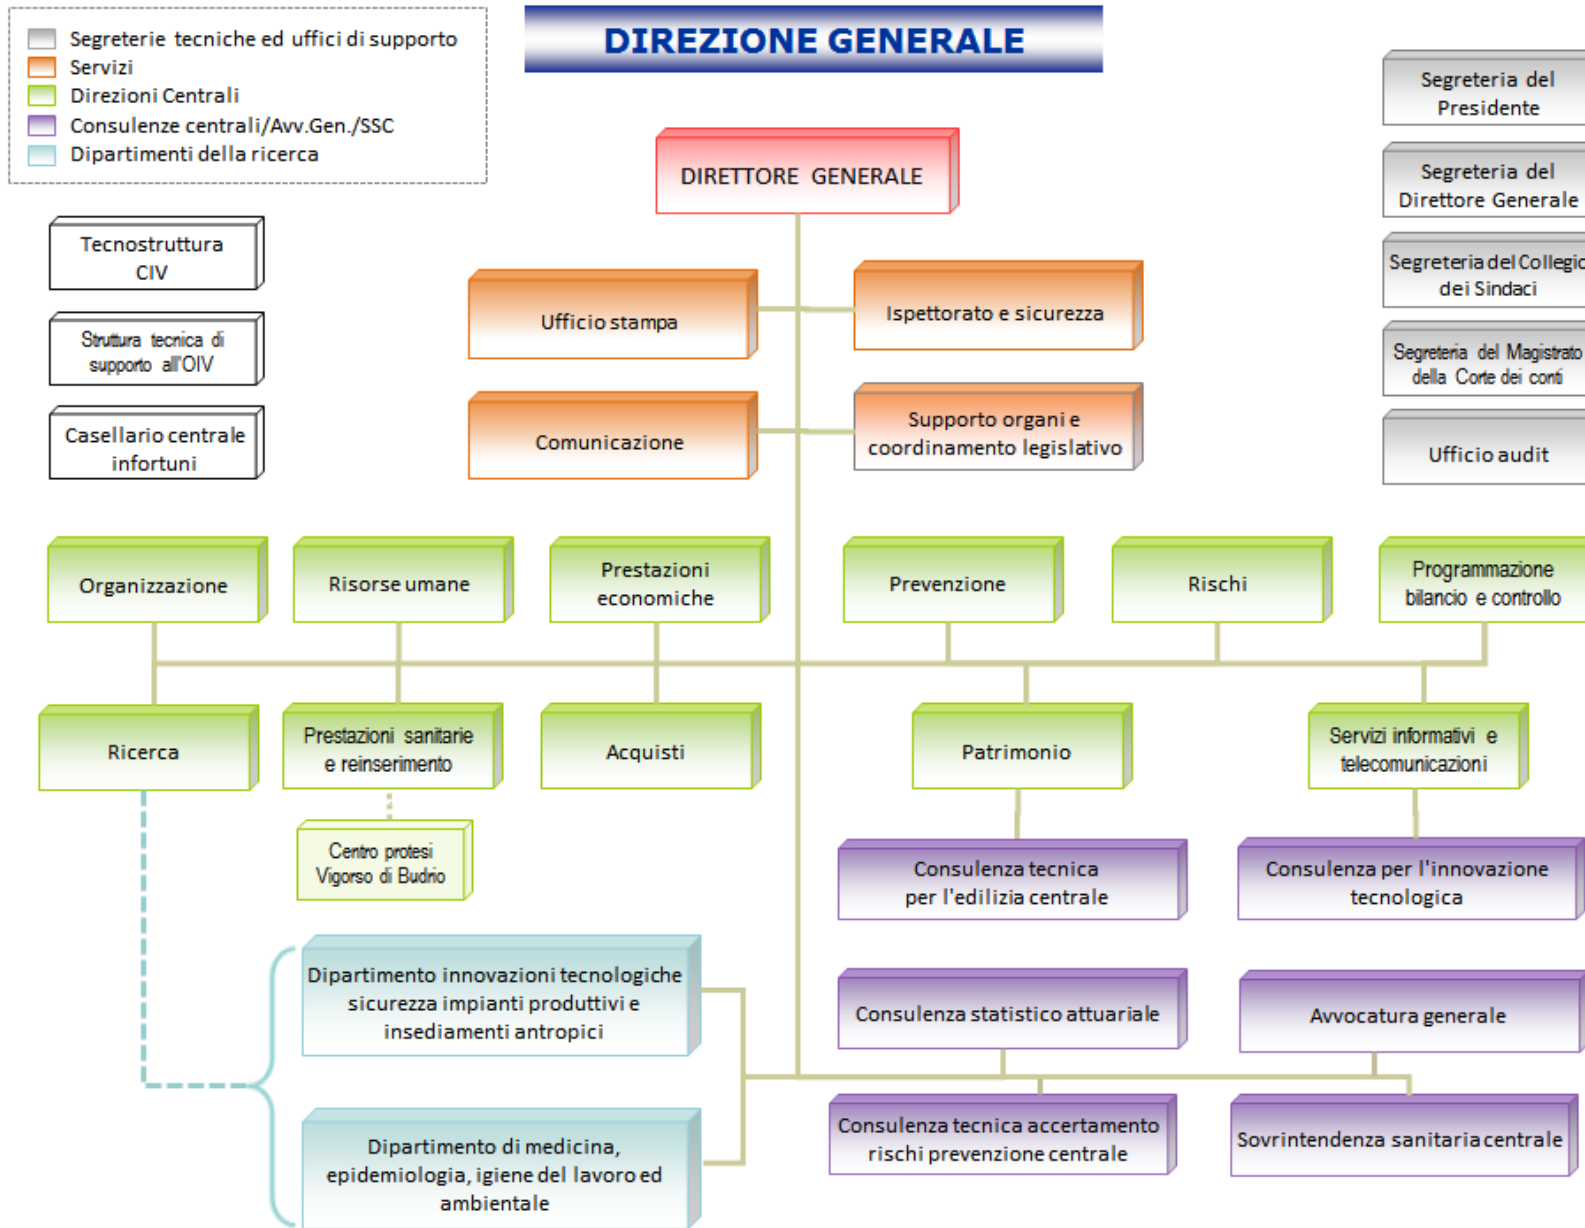 DIREZIONE GENERALE
Segreterie tecniche ed uffici di supporto
Servizi
Direzioni Centrali
Consulenze centrali/Avv.Gen./SSC
Dipartimenti della ricerca
DIRETTORE GENERALE
Segreteria del
Presidente
Segreteria del
Direttore Generale
Segreteria del Collegio
dei Sindaci
Segreteria del Magistrato
della Corte dei conti
Ufficio audit
Tecnostruttura
CIV
Struttura tecnica di
supporto all'OIV
Casellario centrale
infortuni
Ufficio stampa
Ispettorato e sicurezza
Comunicazione
Supporto organi e
coordinamento legislativo
Organizzazione
Risorse umane
Prestazioni
economiche
Prevenzione
Rischi
Programmazione
bilancio e controllo
Ricerca
Prestazioni sanitarie
e reinserimento
Acquisti
Patrimonio
Servizi informativi e
telecomunicazioni
Centro protesi
Vigorso di Budrio
Consulenza tecnica
per l'edilizia centrale
Consulenza per l'innovazione
tecnologica
Dipartimento innovazioni tecnologiche
sicurezza impianti produttivi e
insediamenti antropici
Consulenza statistico attuariale
Avvocatura generale
Dipartimento di medicina,
epidemiologia, igiene del lavoro ed
ambientale
Consulenza tecnica accertamento
rischi prevenzione centrale
Sovrintendenza sanitaria centrale